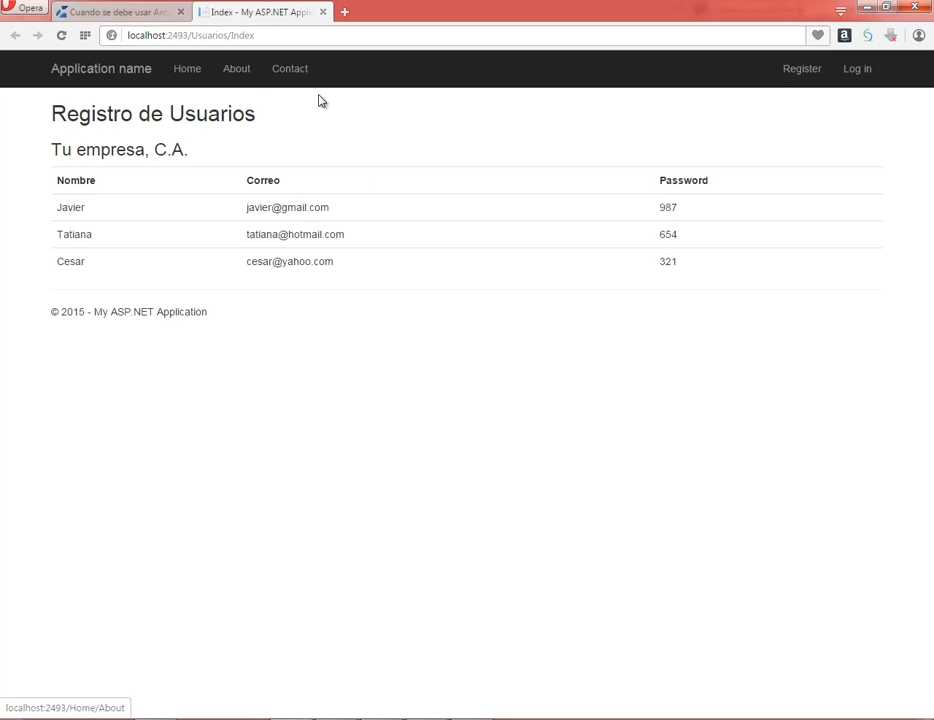 Opera
Cuando se debe usar Ant
Index - My ASP.NET Appli
localhost:2493/Usuarios/Index
Application name Home About Contact Register Log in
Registro de Usuarios
Tu empresa, C.A.
Nombre Correo Password
Javier javier@gmail.com 987
Tatiana tatiana@hotmail.com 654
Cesar cesar@yahoo.com 321
© 2015 - My ASP.NET Application
localhost:2493/Home/About